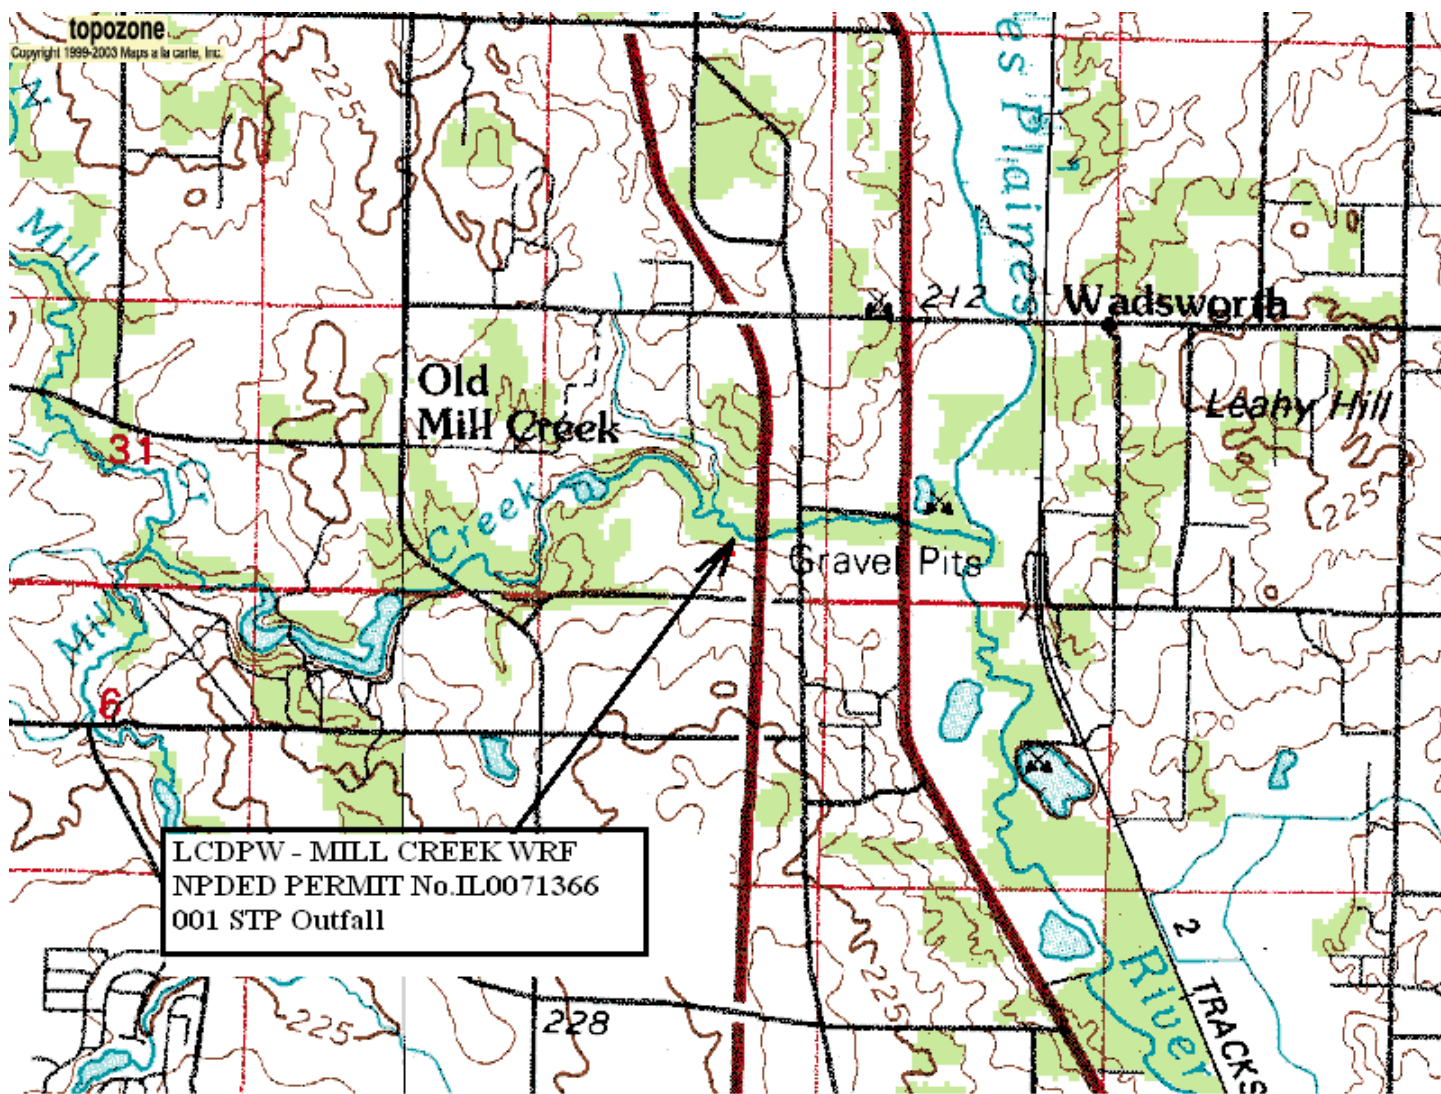 topozone
Copyright 1999-2003 Maps a la carte, Inc.
225
es Plaines
Mill
212
Wadsworth
Old
Mill Creek
Leahy Hill
31
Creek
225
Gravel Pits
Mill
6
LCDPW - MILL CREEK WRF
NPDED PERMIT No.IL0071366
001 STP Outfall
2 TRACKS
River
225
225
228